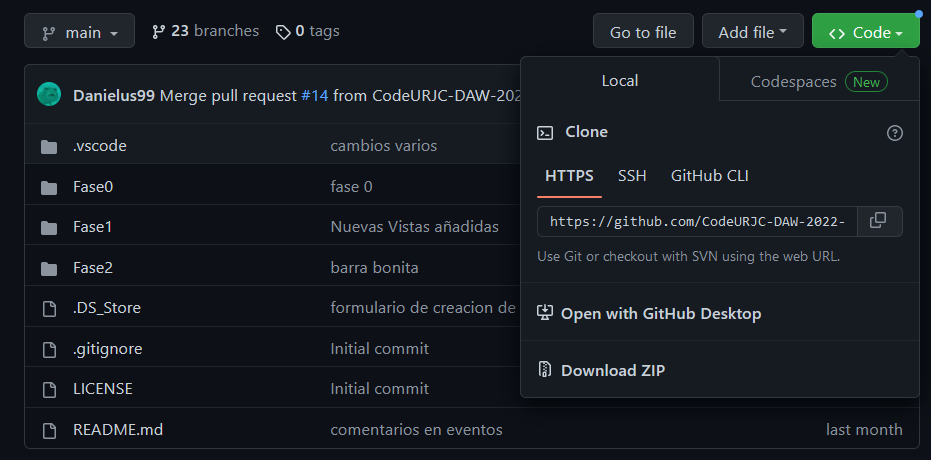 main 23 branches 0 tags Go to file Add file Code
Danielus99 Merge pull request #14 from CodeURJC-DAW-202
Local Codespaces New
Clone
HTTPS SSH GitHub CLI
https://github.com/CodeURJC-DAW-2022-
Use Git or checkout with SVN using the web URL.
Open with GitHub Desktop
Download ZIP
.vscode cambios varios
Fase0 fase 0
Fase1 Nuevas Vistas añadidas
Fase2 barra bonita
.DS_Store formulario de creacion de
.gitignore Initial commit
LICENSE Initial commit
README.md comentarios en eventos last month